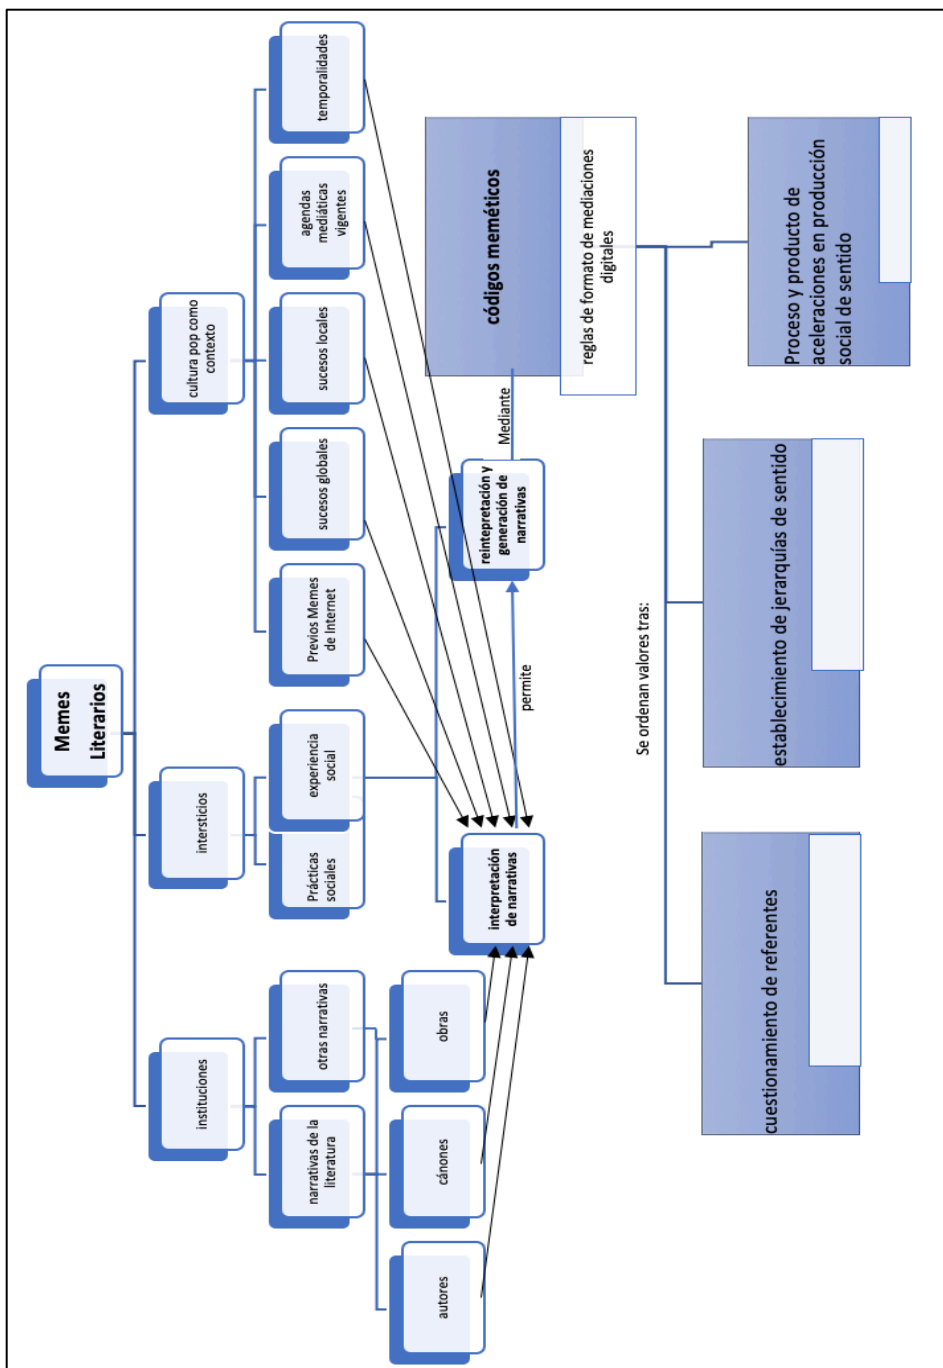 Memes
Literarios
instituciones
intersticios
cultura pop como
contexto
narrativas de la
literatura
otras narrativas
Prácticas
sociales
experiencia
social
Previos Memes
de Internet
sucesos globales
sucesos locales
agendas
mediáticas
vigentes
temporalidades
autores
cánones
obras
interpretación
de narrativas
permite
reintepretación y
generación de
narrativas
Mediante
códigos meméticos
reglas de formato de mediaciones
digitales
Se ordenan valores tras:
cuestionamiento de referentes
establecimiento de jerarquías de sentido
Proceso y producto de
aceleraciones en producción
social de sentido